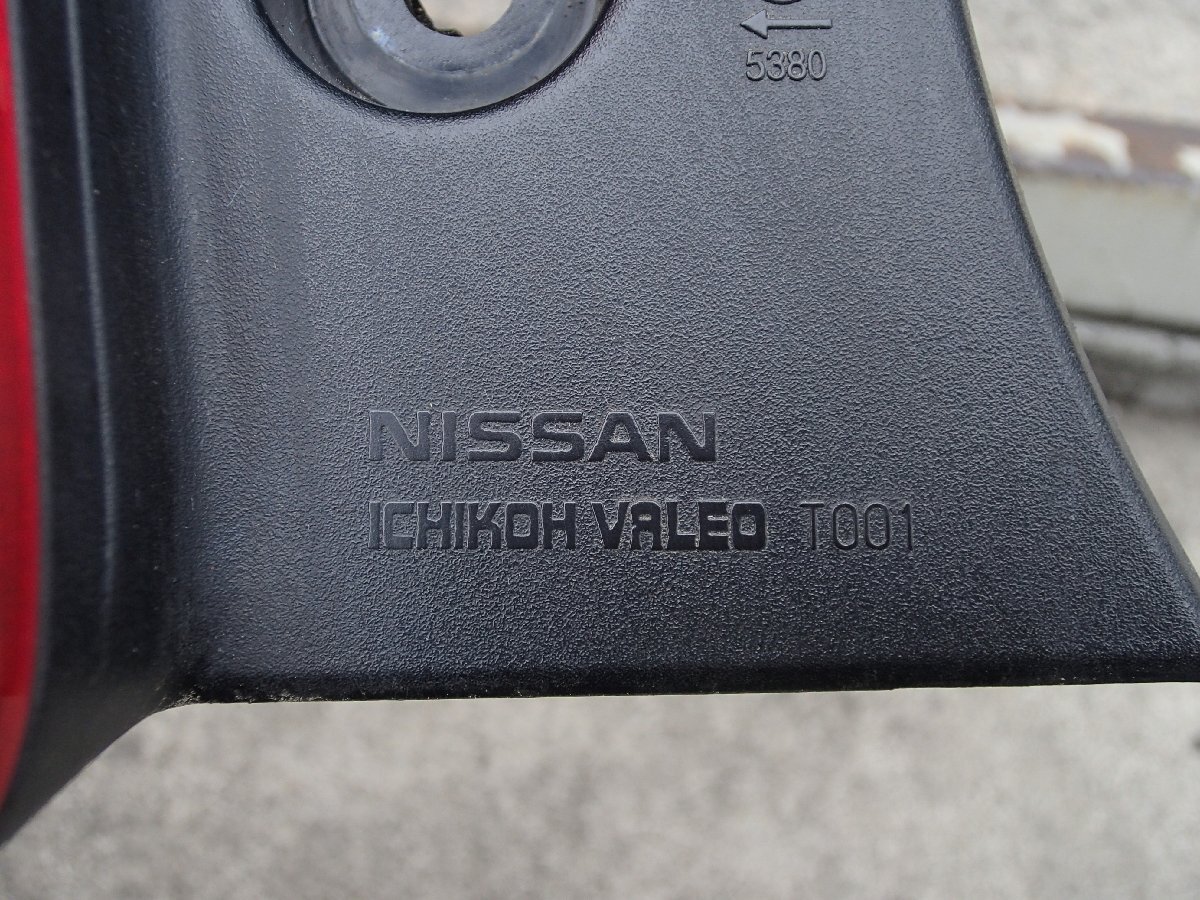 5380
NISSAN
ICHIKOH VALEO T001